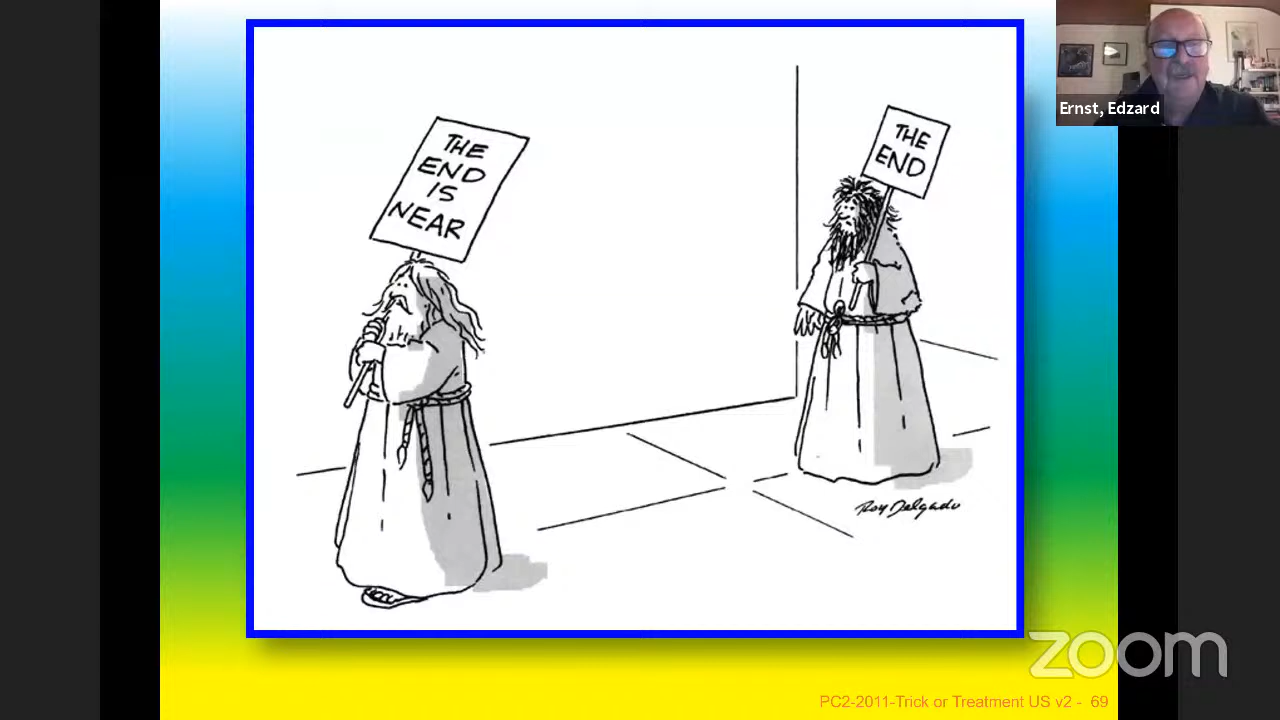 THE
END
IS
NEAR
THE
END
Roy Delgado
Ernst, Edzard
zoom
PC2-2011-Trick or Treatment US v2 - 69